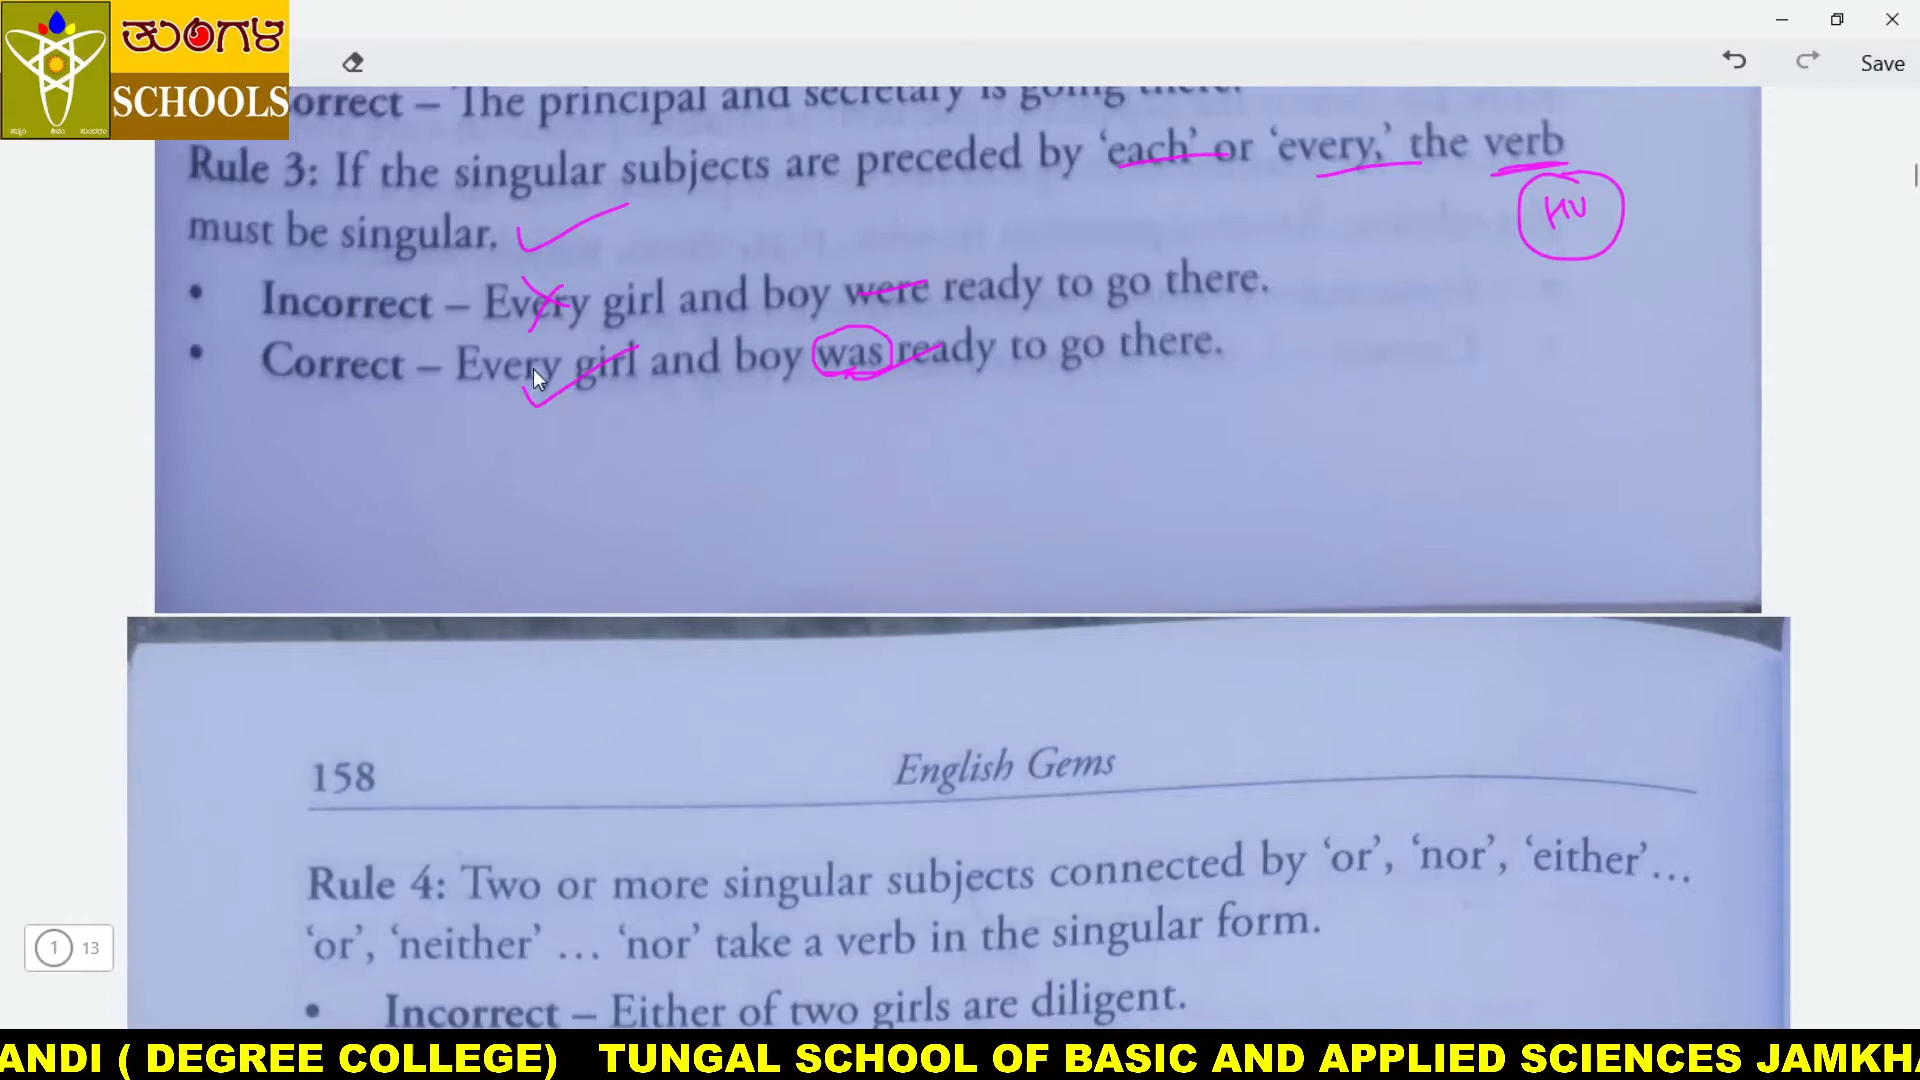 ತುಂಗಳ
SCHOOLS
Save
orrect – The principal and secretary is going there.
Rule 3: If the singular subjects are preceded by ‘each’ or ‘every,’ the verb
HV
must be singular.
• Incorrect – Every girl and boy were ready to go there.
• Correct – Every girl and boy was ready to go there.
158 English Gems
Rule 4: Two or more singular subjects connected by ‘or’, ‘nor’, ‘either’…
‘or’, ‘neither’ … ‘nor’ take a verb in the singular form.
1 13
• Incorrect – Either of two girls are diligent.
ANDI ( DEGREE COLLEGE) TUNGAL SCHOOL OF BASIC AND APPLIED SCIENCES JAMKHA